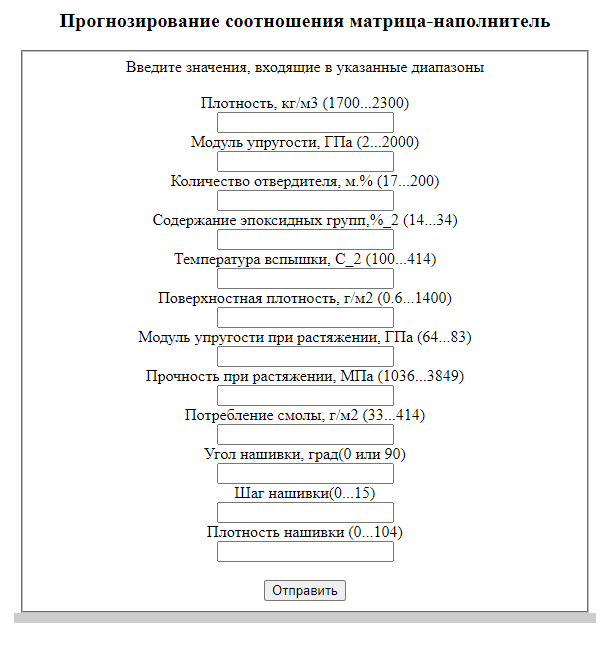 Прогнозирование соотношения матрица-наполнитель
Введите значения, входящие в указанные диапазоны
Плотность, кг/м3 (1700...2300)
Модуль упругости, ГПа (2...2000)
Количество отвердителя, м.% (17...200)
Содержание эпоксидных групп,%_2 (14...34)
Температура вспышки, С_2 (100...414)
Поверхностная плотность, г/м2 (0.6...1400)
Модуль упругости при растяжении, ГПа (64...83)
Прочность при растяжении, МПа (1036...3849)
Потребление смолы, г/м2 (33...414)
Угол нашивки, град(0 или 90)
Шаг нашивки(0...15)
Плотность нашивки (0...104)
Отправить